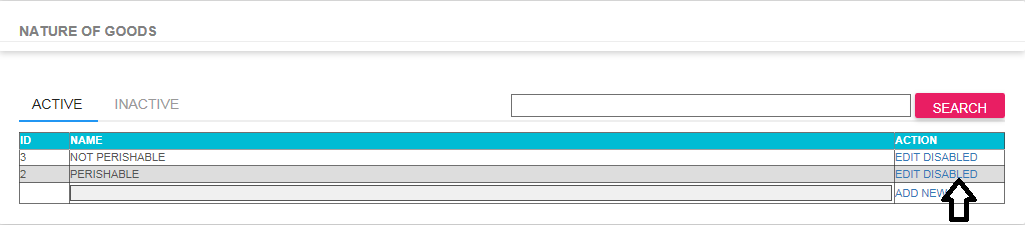 NATURE OF GOODS
ACTIVE INACTIVE SEARCH
ID NAME ACTION
3 NOT PERISHABLE EDIT DISABLED
2 PERISHABLE EDIT DISABLED
ADD NEW